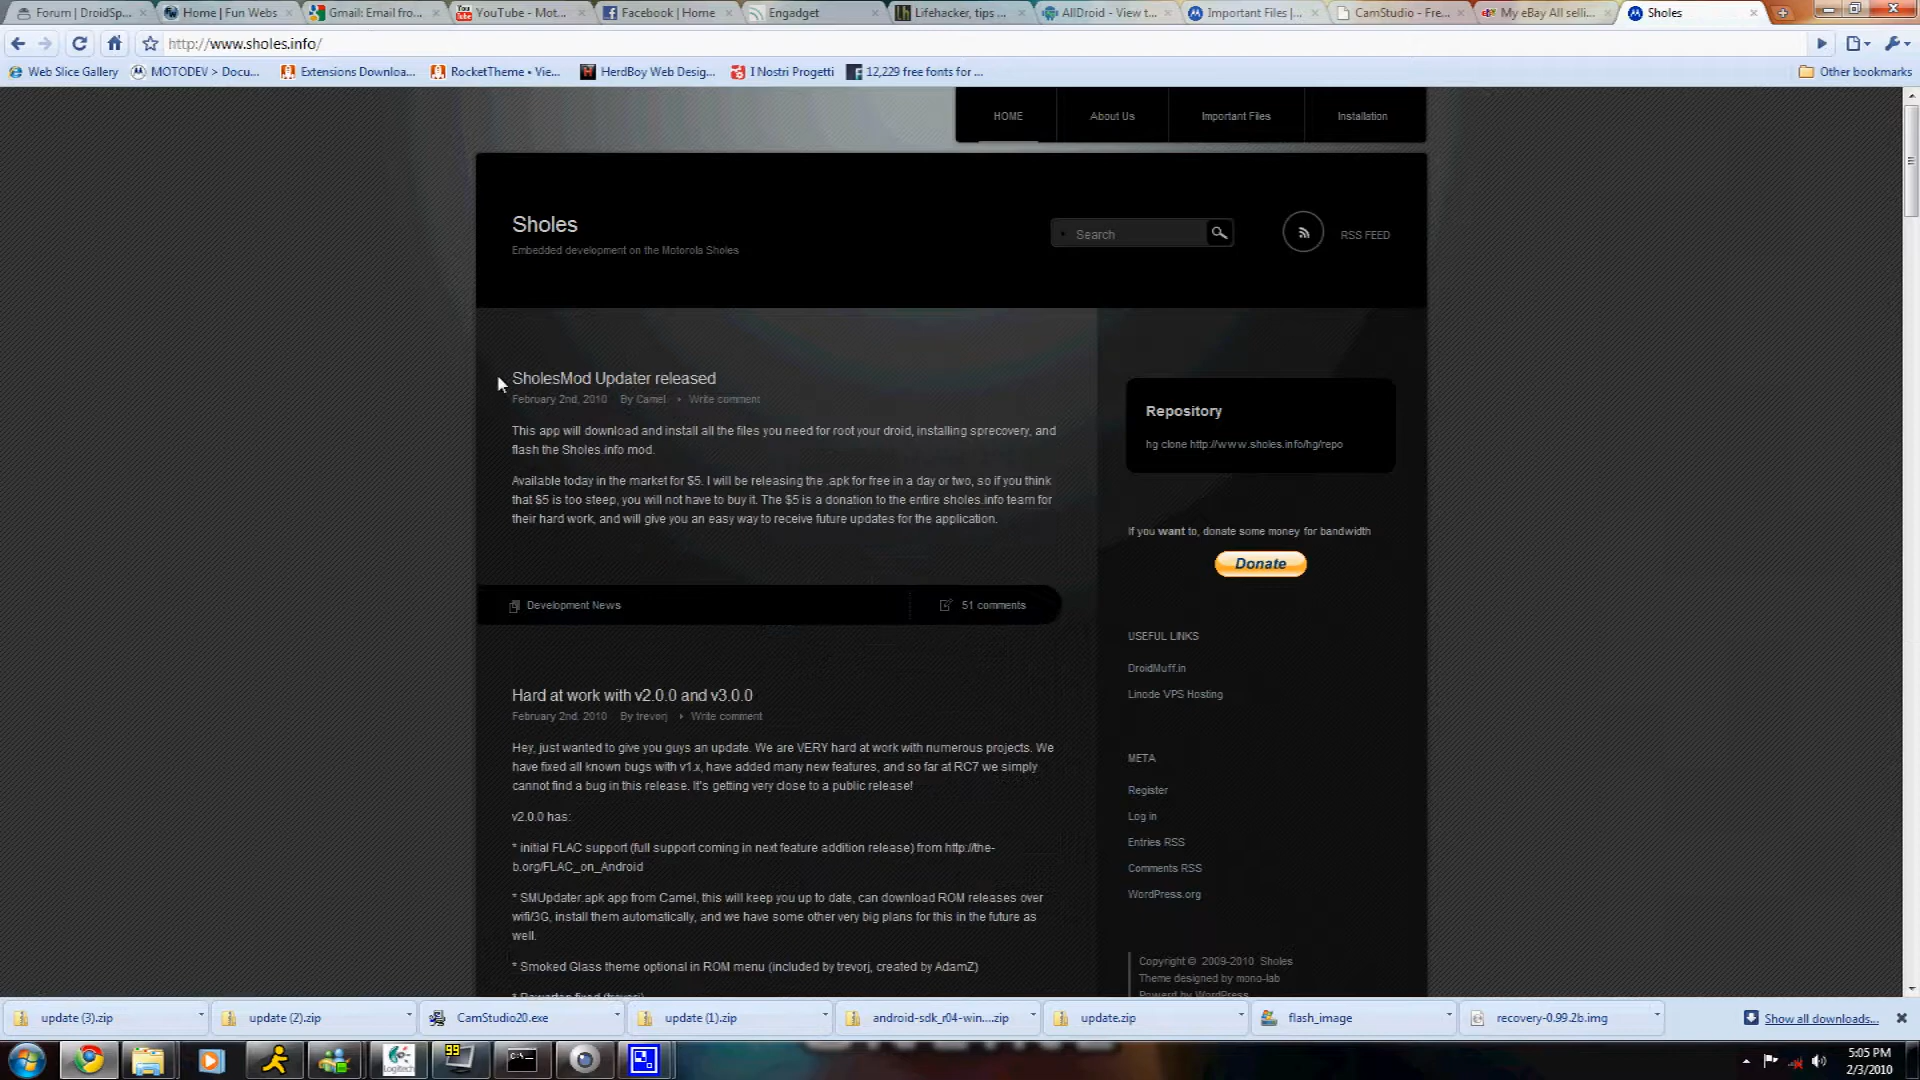 Forum | DroidSp...
Home | Fun Webs
Gmail: Email fro...
YouTube - Mot...
Facebook | Home
Engadget
Lifehacker, tips ...
AllDroid - View t...
Important Files |...
CamStudio - Fre...
My eBay All selli...
Sholes
http://www.sholes.info/
Web Slice Gallery
MOTODEV > Docu...
Extensions Downloa...
RocketTheme • Vie...
HerdBoy Web Desig...
I Nostri Progetti
12,229 free fonts for ...
Other bookmarks
HOME
About Us
Important Files
Installation
Sholes
Embedded development on the Motorola Sholes
Search
RSS FEED
SholesMod Updater released
February 2nd, 2010 By Camel • Write comment
This app will download and install all the files you need for root your droid, installing sprecovery, and
flash the Sholes.info mod.
Available today in the market for $5. I will be releasing the .apk for free in a day or two, so if you think
that $5 is too steep, you will not have to buy it. The $5 is a donation to the entire sholes.info team for
their hard work, and will give you an easy way to receive future updates for the application.
Development News
51 comments
Hard at work with v2.0.0 and v3.0.0
February 2nd, 2010 By trevorj Write comment
Hey, just wanted to give you guys an update. We are VERY hard at work with numerous projects. We
have fixed all known bugs with v1.x, have added many new features, and so far at RC7 we simply
cannot find a bug in this release. It's getting very close to a public release!
v2.0.0 has:
* initial FLAC support (full support coming in next feature addition release) from http://the-
b.org/FLAC_on_Android
* SMUpdater.apk app from Camel, this will keep you up to date, can download ROM releases over
wifi/3G, install them automatically, and we have some other very big plans for this in the future as
well.
* Smoked Glass theme optional in ROM menu (included by trevorj, created by AdamZ)
Repository
hg clone http://www.sholes.info/hg/repo
If you want to, donate some money for bandwidth
Donate
USEFUL LINKS
DroidMuff.in
Linode VPS Hosting
META
Register
Log in
Entries RSS
Comments RSS
WordPress.org
Copyright © 2009-2010 Sholes
Theme designed by mono-lab
Powerd by WordPress
update (3).zip
update (2).zip
CamStudio20.exe
update (1).zip
android-sdk_r04-win....zip
update.zip
flash_image
recovery-0.99.2b.img
Show all downloads...
Logitech
99
C:\_
5:05 PM
2/3/2010